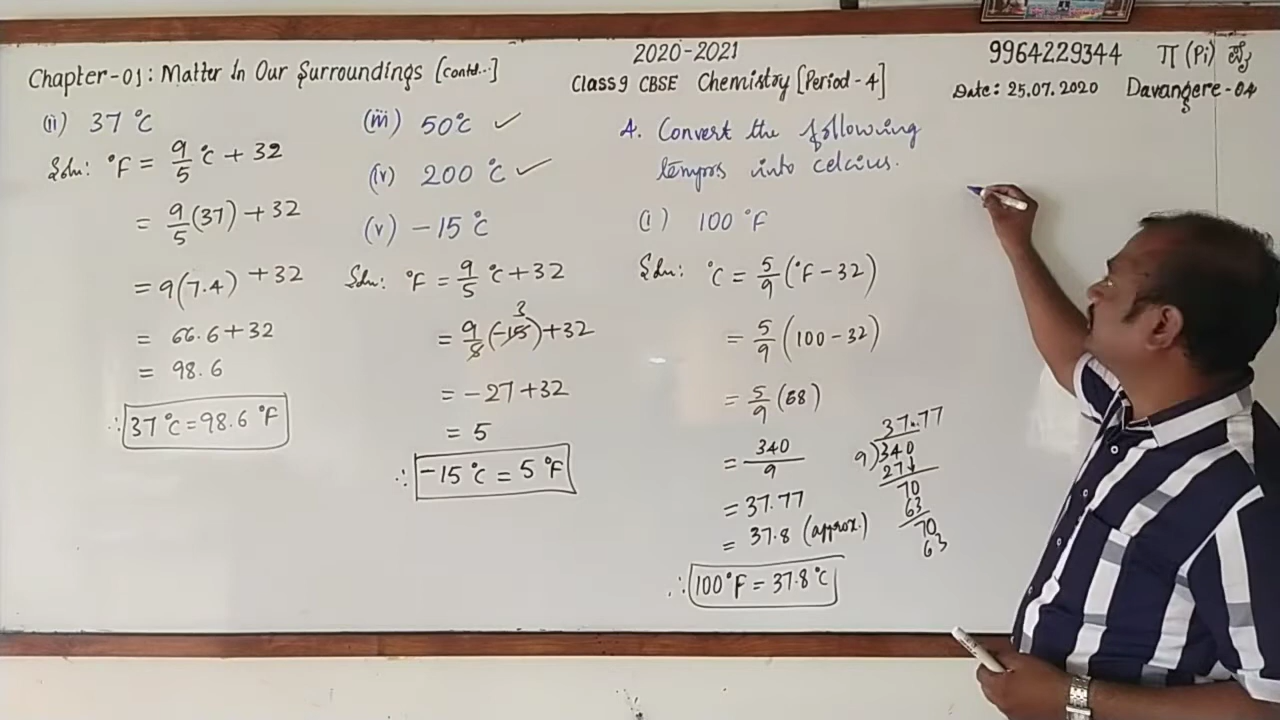 2020-2021
Chapter-01: Matter In Our Surroundings [Contd...]
Class 9 CBSE Chemistry [Period-4]
9964229344 π (Pi)
Date: 25.07.2020 Davangere-04
(ii) 37 °C
Soln: °F = 9/5 °C + 32
= 9/5 (37) + 32
= 9(7.4) + 32
= 66.6 + 32
= 98.6
∴ 37 °C = 98.6 °F
(iii) 50°C ✓
(iv) 200 °C ✓
(v) -15 °C
Soln: °F = 9/5 °C + 32
= 9/5 (-15) + 32
3
= -27 + 32
= 5
∴ -15 °C = 5 °F
4. Convert the following
temprs into celcius.
(i) 100 °F
Soln: °C = 5/9 (°F - 32)
= 5/9 (100 - 32)
= 5/9 (68)
= 340/9
= 37.77
= 37.8 (approx.)
∴ 100 °F = 37.8 °C
37.77
9)340
27↓
70
63
70
63